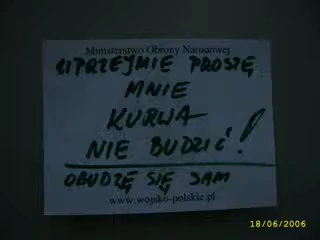 Ministerstwo Obrony Narodowej
UPRZEJMIE PROSZĘ
MNIE
KURWA
NIE BUDZIĆ!
OBUDZĘ SIĘ SAM
www.wojsko-polskie.pl
18/06/2006